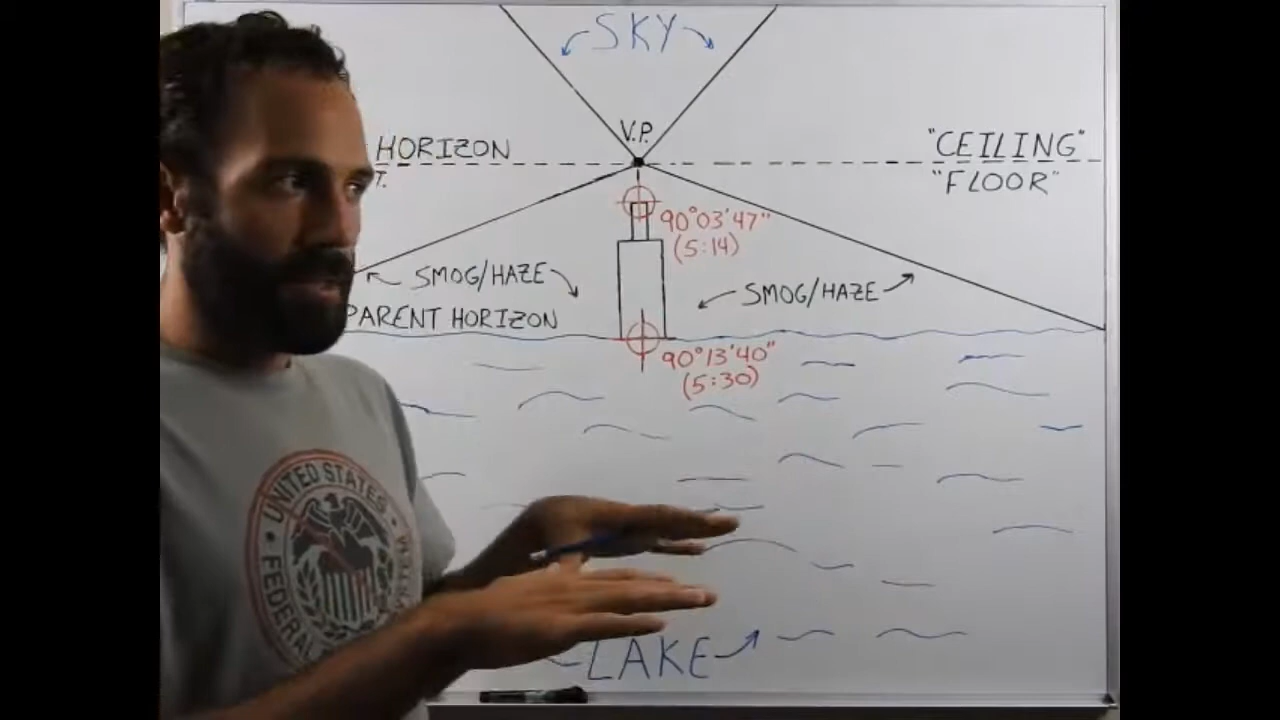 SKY
V.P.
HORIZON
T.
"CEILING"
"FLOOR"
90°03'47"
(5:14)
SMOG/HAZE
SMOG/HAZE
PARENT HORIZON
90°13'40"
(5:30)
UNITED STATES
FEDERAL
LAKE